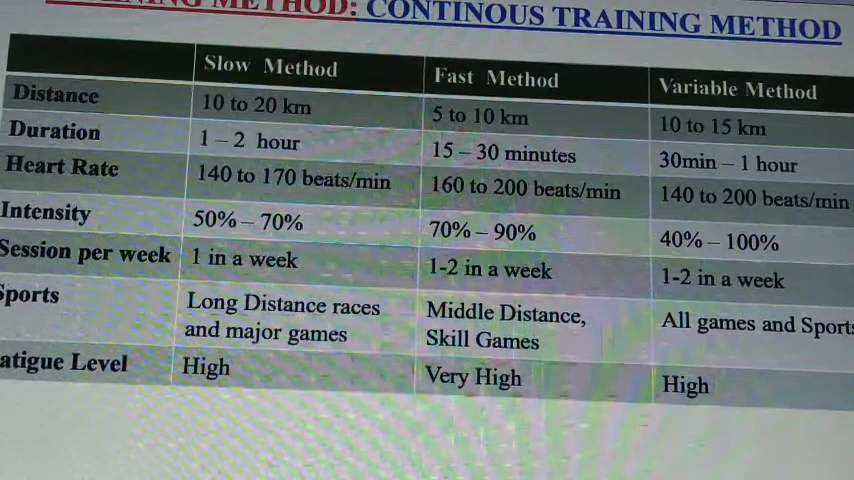 METHOD: CONTINOUS TRAINING METHOD
Slow Method Fast Method Variable Method
Distance 10 to 20 km 5 to 10 km 10 to 15 km
Duration 1 – 2 hour 15 – 30 minutes 30min – 1 hour
Heart Rate 140 to 170 beats/min 160 to 200 beats/min 140 to 200 beats/min
Intensity 50% – 70% 70% – 90% 40% – 100%
Session per week 1 in a week 1-2 in a week 1-2 in a week
Sports Long Distance races Middle Distance, All games and Sports
and major games Skill Games
atigue Level High Very High High